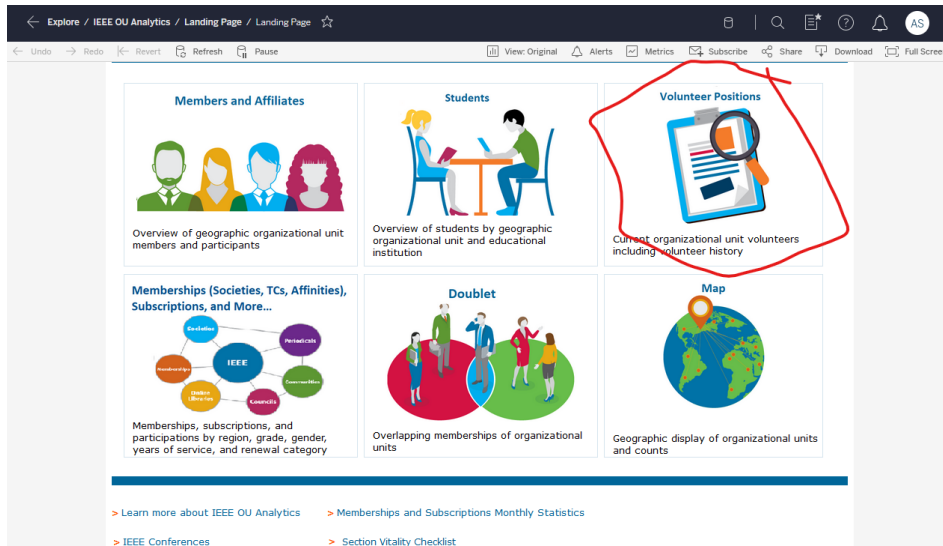 Explore / IEEE OU Analytics / Landing Page / Landing Page
AS
Undo Redo Revert Refresh Pause View: Original Alerts Metrics Subscribe Share Download Full Scree
Members and Affiliates
Overview of geographic organizational unit
members and participants
Students
Overview of students by geographic
organizational unit and educational
institution
Volunteer Positions
Current organizational unit volunteers
including volunteer history
Memberships (Societies, TCs, Affinities),
Subscriptions, and More...
Societies
Periodicals
IEEE
Memberships
Communities
Online
Libraries
Councils
Memberships, subscriptions, and
participations by region, grade, gender,
years of service, and renewal category
Doublet
Overlapping memberships of organizational
units
Map
Geographic display of organizational units
and counts
> Learn more about IEEE OU Analytics
> Memberships and Subscriptions Monthly Statistics
> IEEE Conferences
> Section Vitality Checklist